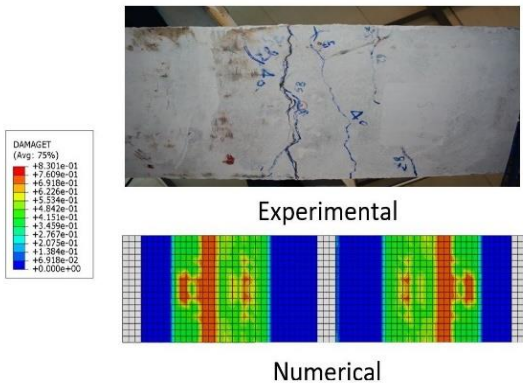 DAMAGET
(Avg: 75%)
+8.301e-01
+7.609e-01
+6.918e-01
+6.226e-01
+5.534e-01
+4.842e-01
+4.151e-01
+3.459e-01
+2.767e-01
+2.075e-01
+1.384e-01
+6.918e-02
+0.000e+00
Experimental
Numerical